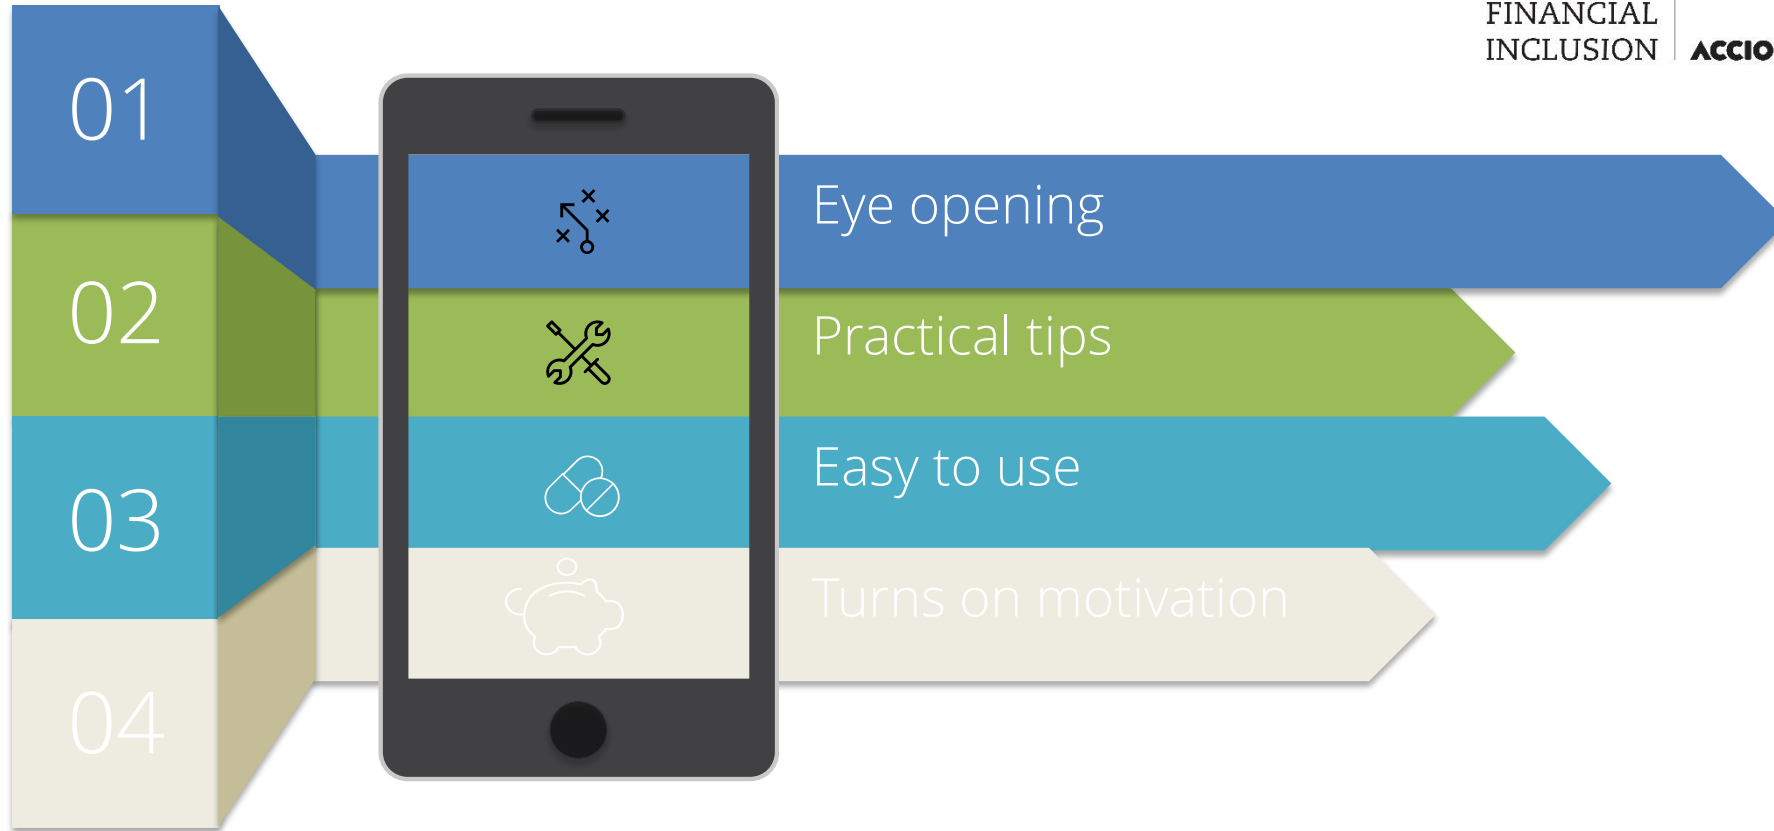 FINANCIAL
INCLUSION
ACCIO
01
Eye opening
02
Practical tips
03
Easy to use
04
Turns on motivation